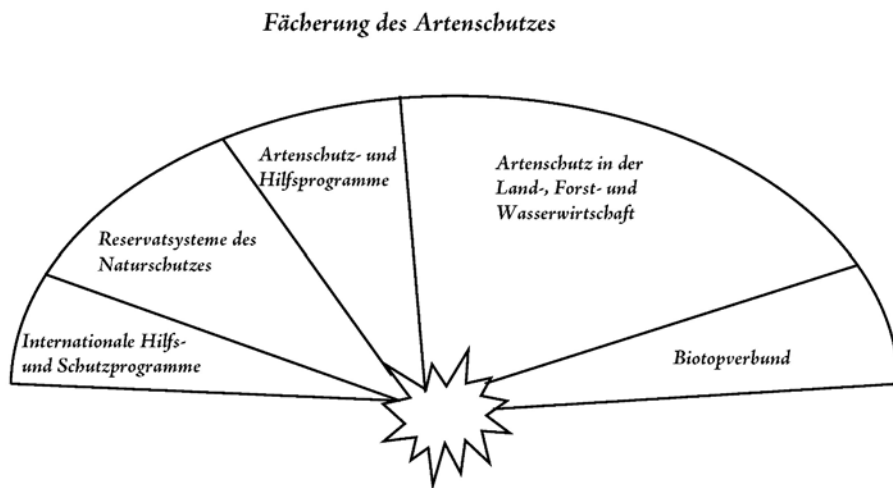 Fächerung des Artenschutzes
Artenschutz- und
Hilfsprogramme
Artenschutz in der
Land-, Forst- und
Wasserwirtschaft
Reservatsysteme des
Naturschutzes
Internationale Hilfs-
und Schutzprogramme
Biotopverbund